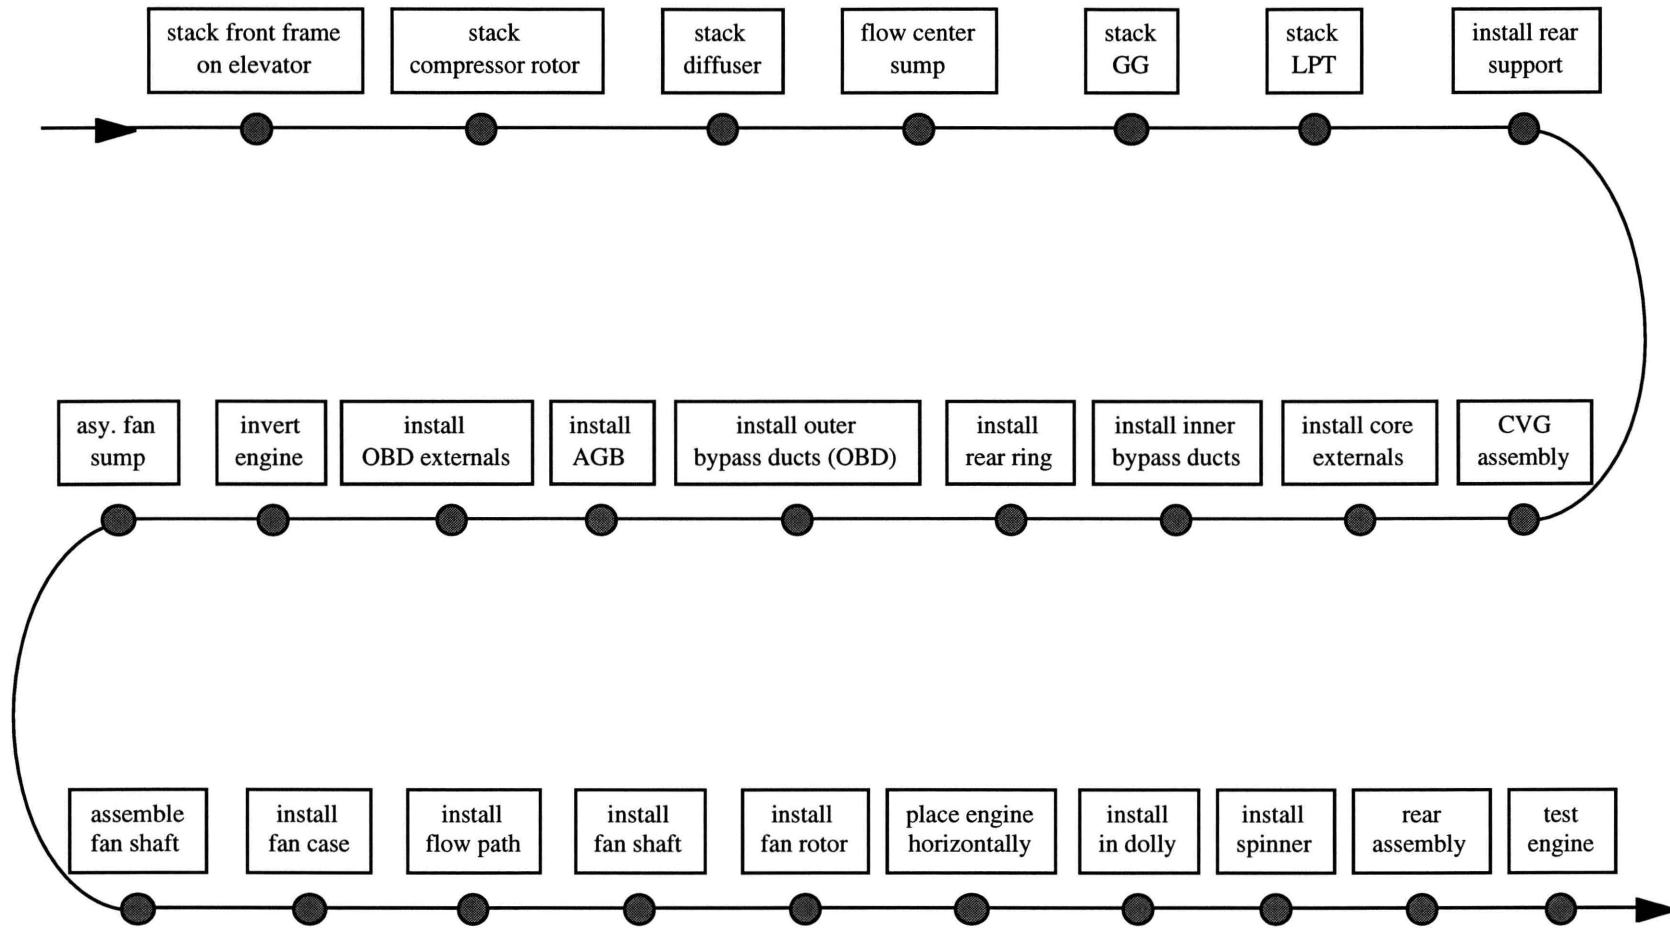 stack front frame
on elevator
stack
compressor rotor
stack
diffuser
flow center
sump
stack
GG
stack
LPT
install rear
support
asy. fan
sump
invert
engine
install
OBD externals
install
AGB
install outer
bypass ducts (OBD)
install
rear ring
install inner
bypass ducts
install core
externals
CVG
assembly
assemble
fan shaft
install
fan case
install
flow path
install
fan shaft
install
fan rotor
place engine
horizontally
install
in dolly
install
spinner
rear
assembly
test
engine